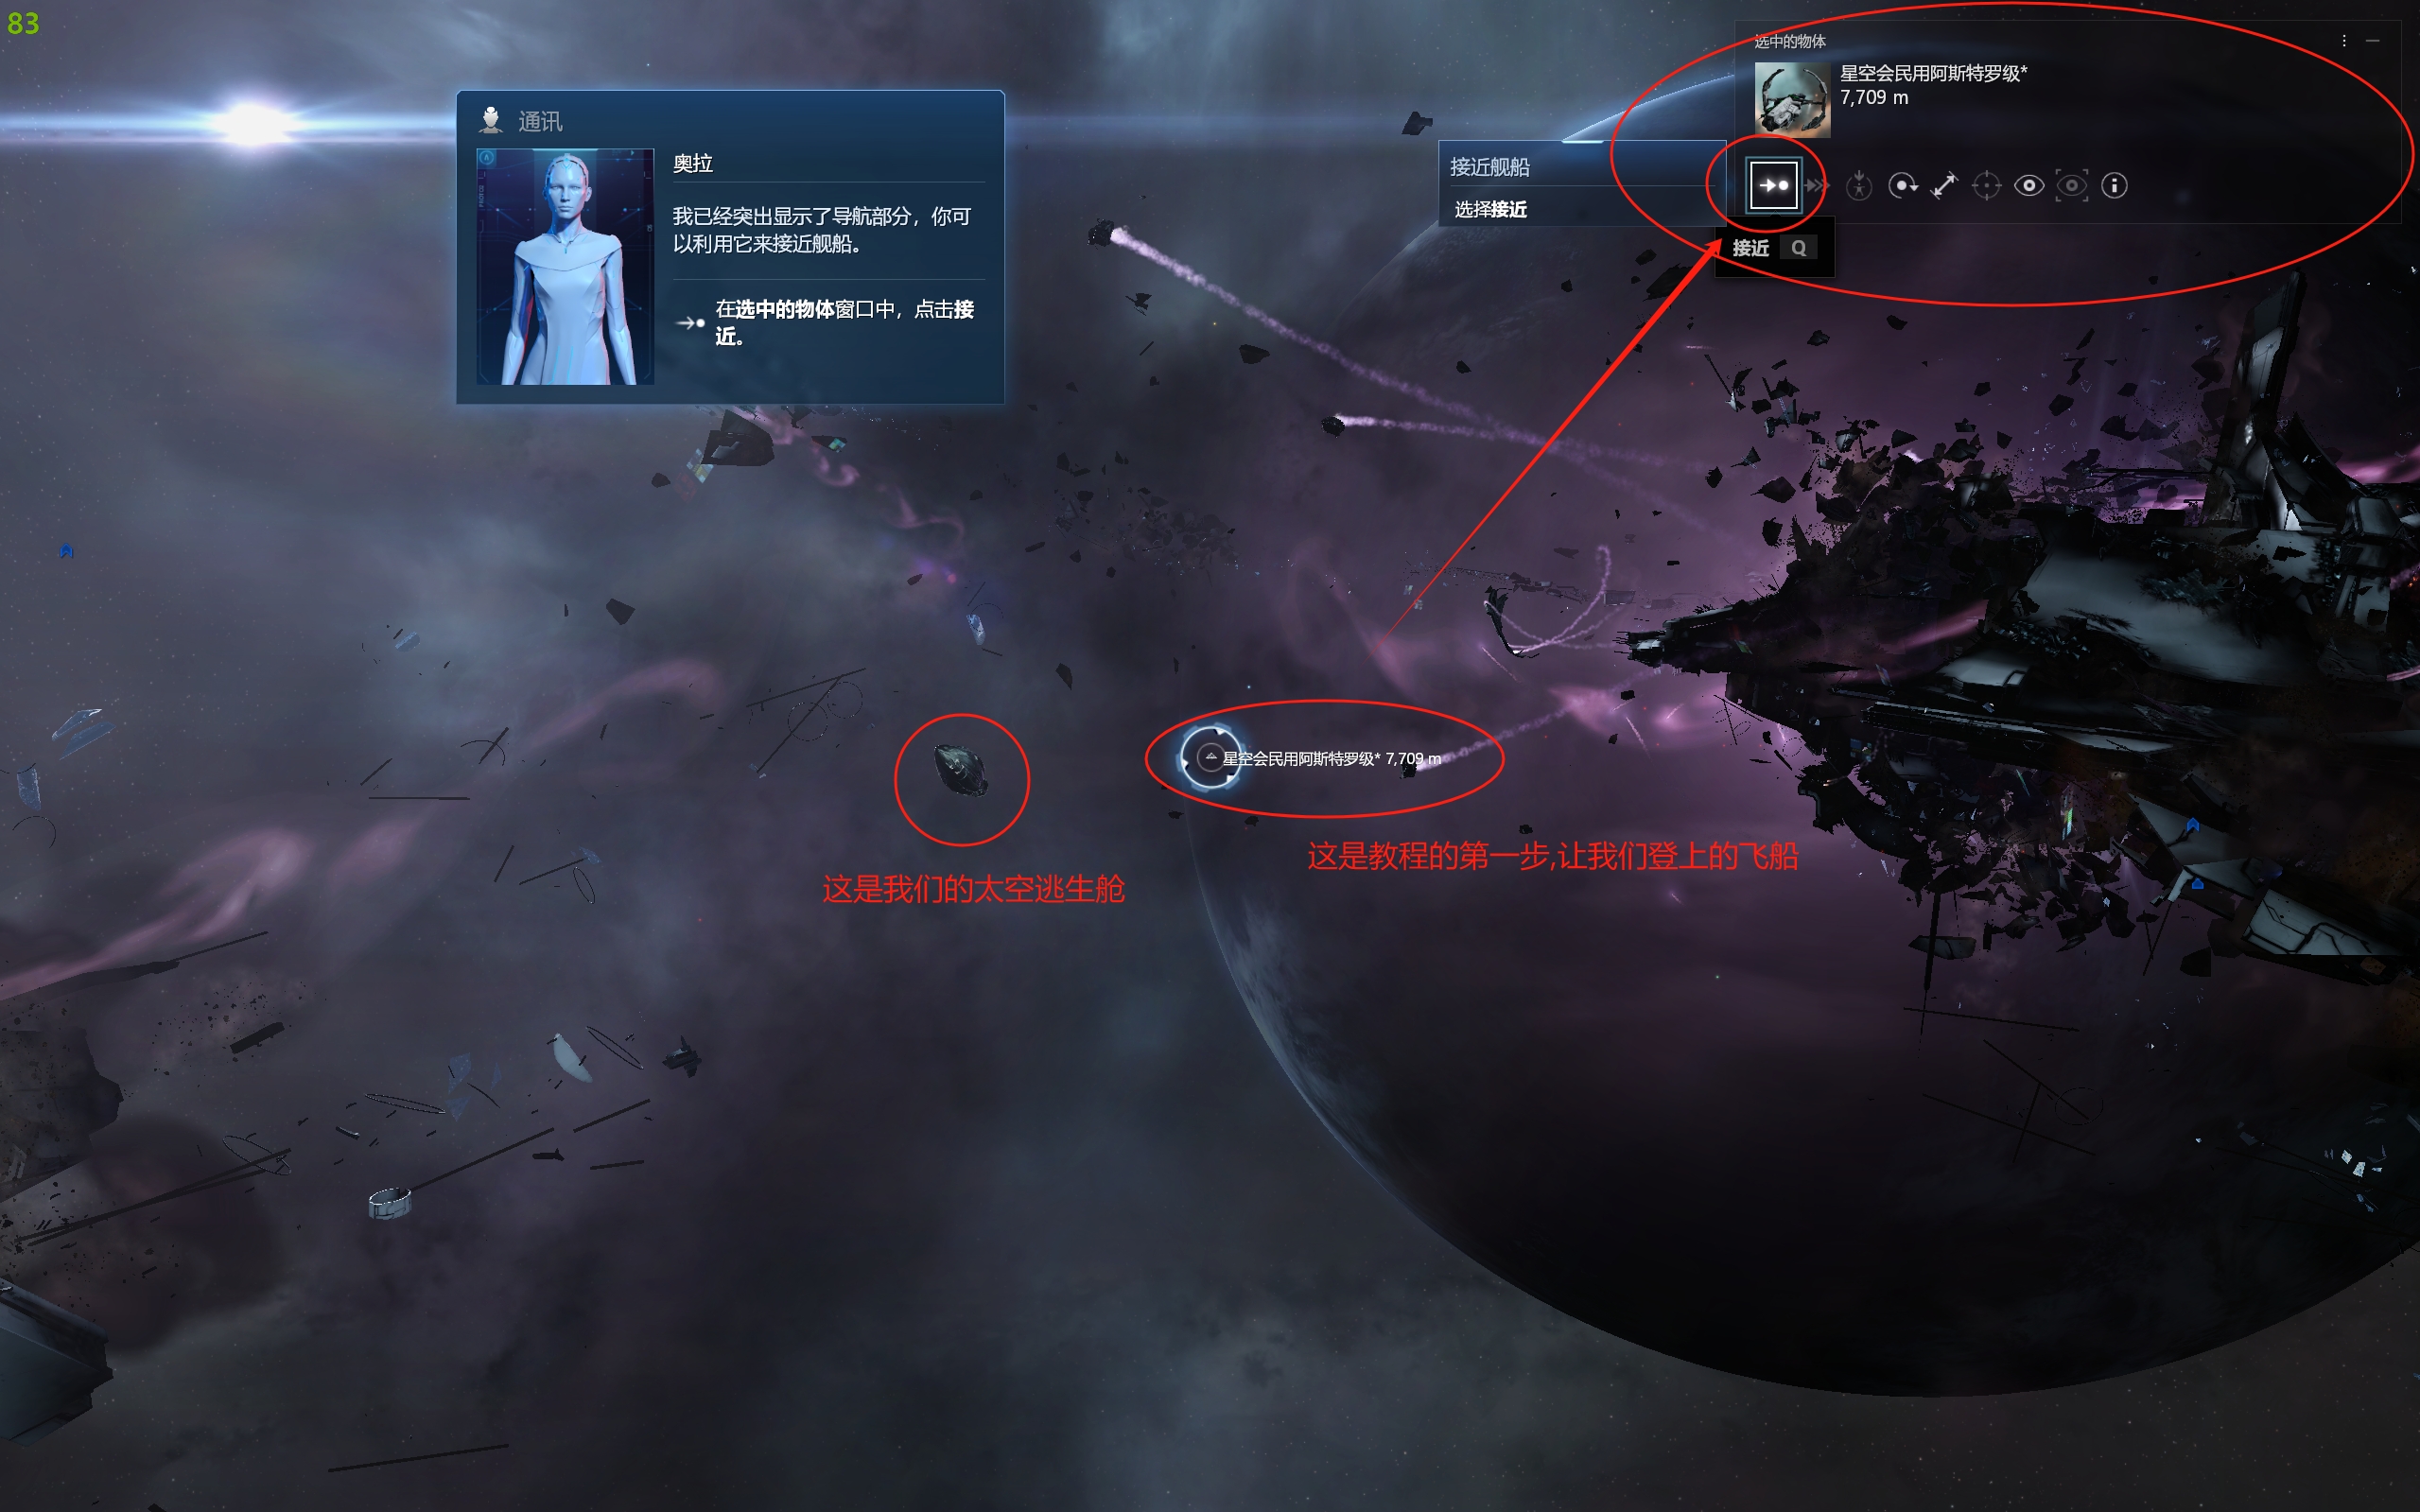 83
选中的物体
星空会民用阿斯特罗级*
7,709 m
通讯
奥拉
我已经突出显示了导航部分，你可
以利用它来接近舰船。
在选中的物体窗口中，点击接
近。
接近舰船
选择接近
接近 Q
星空会民用阿斯特罗级* 7,709 m
这是教程的第一步,让我们登上的飞船
这是我们的太空逃生舱